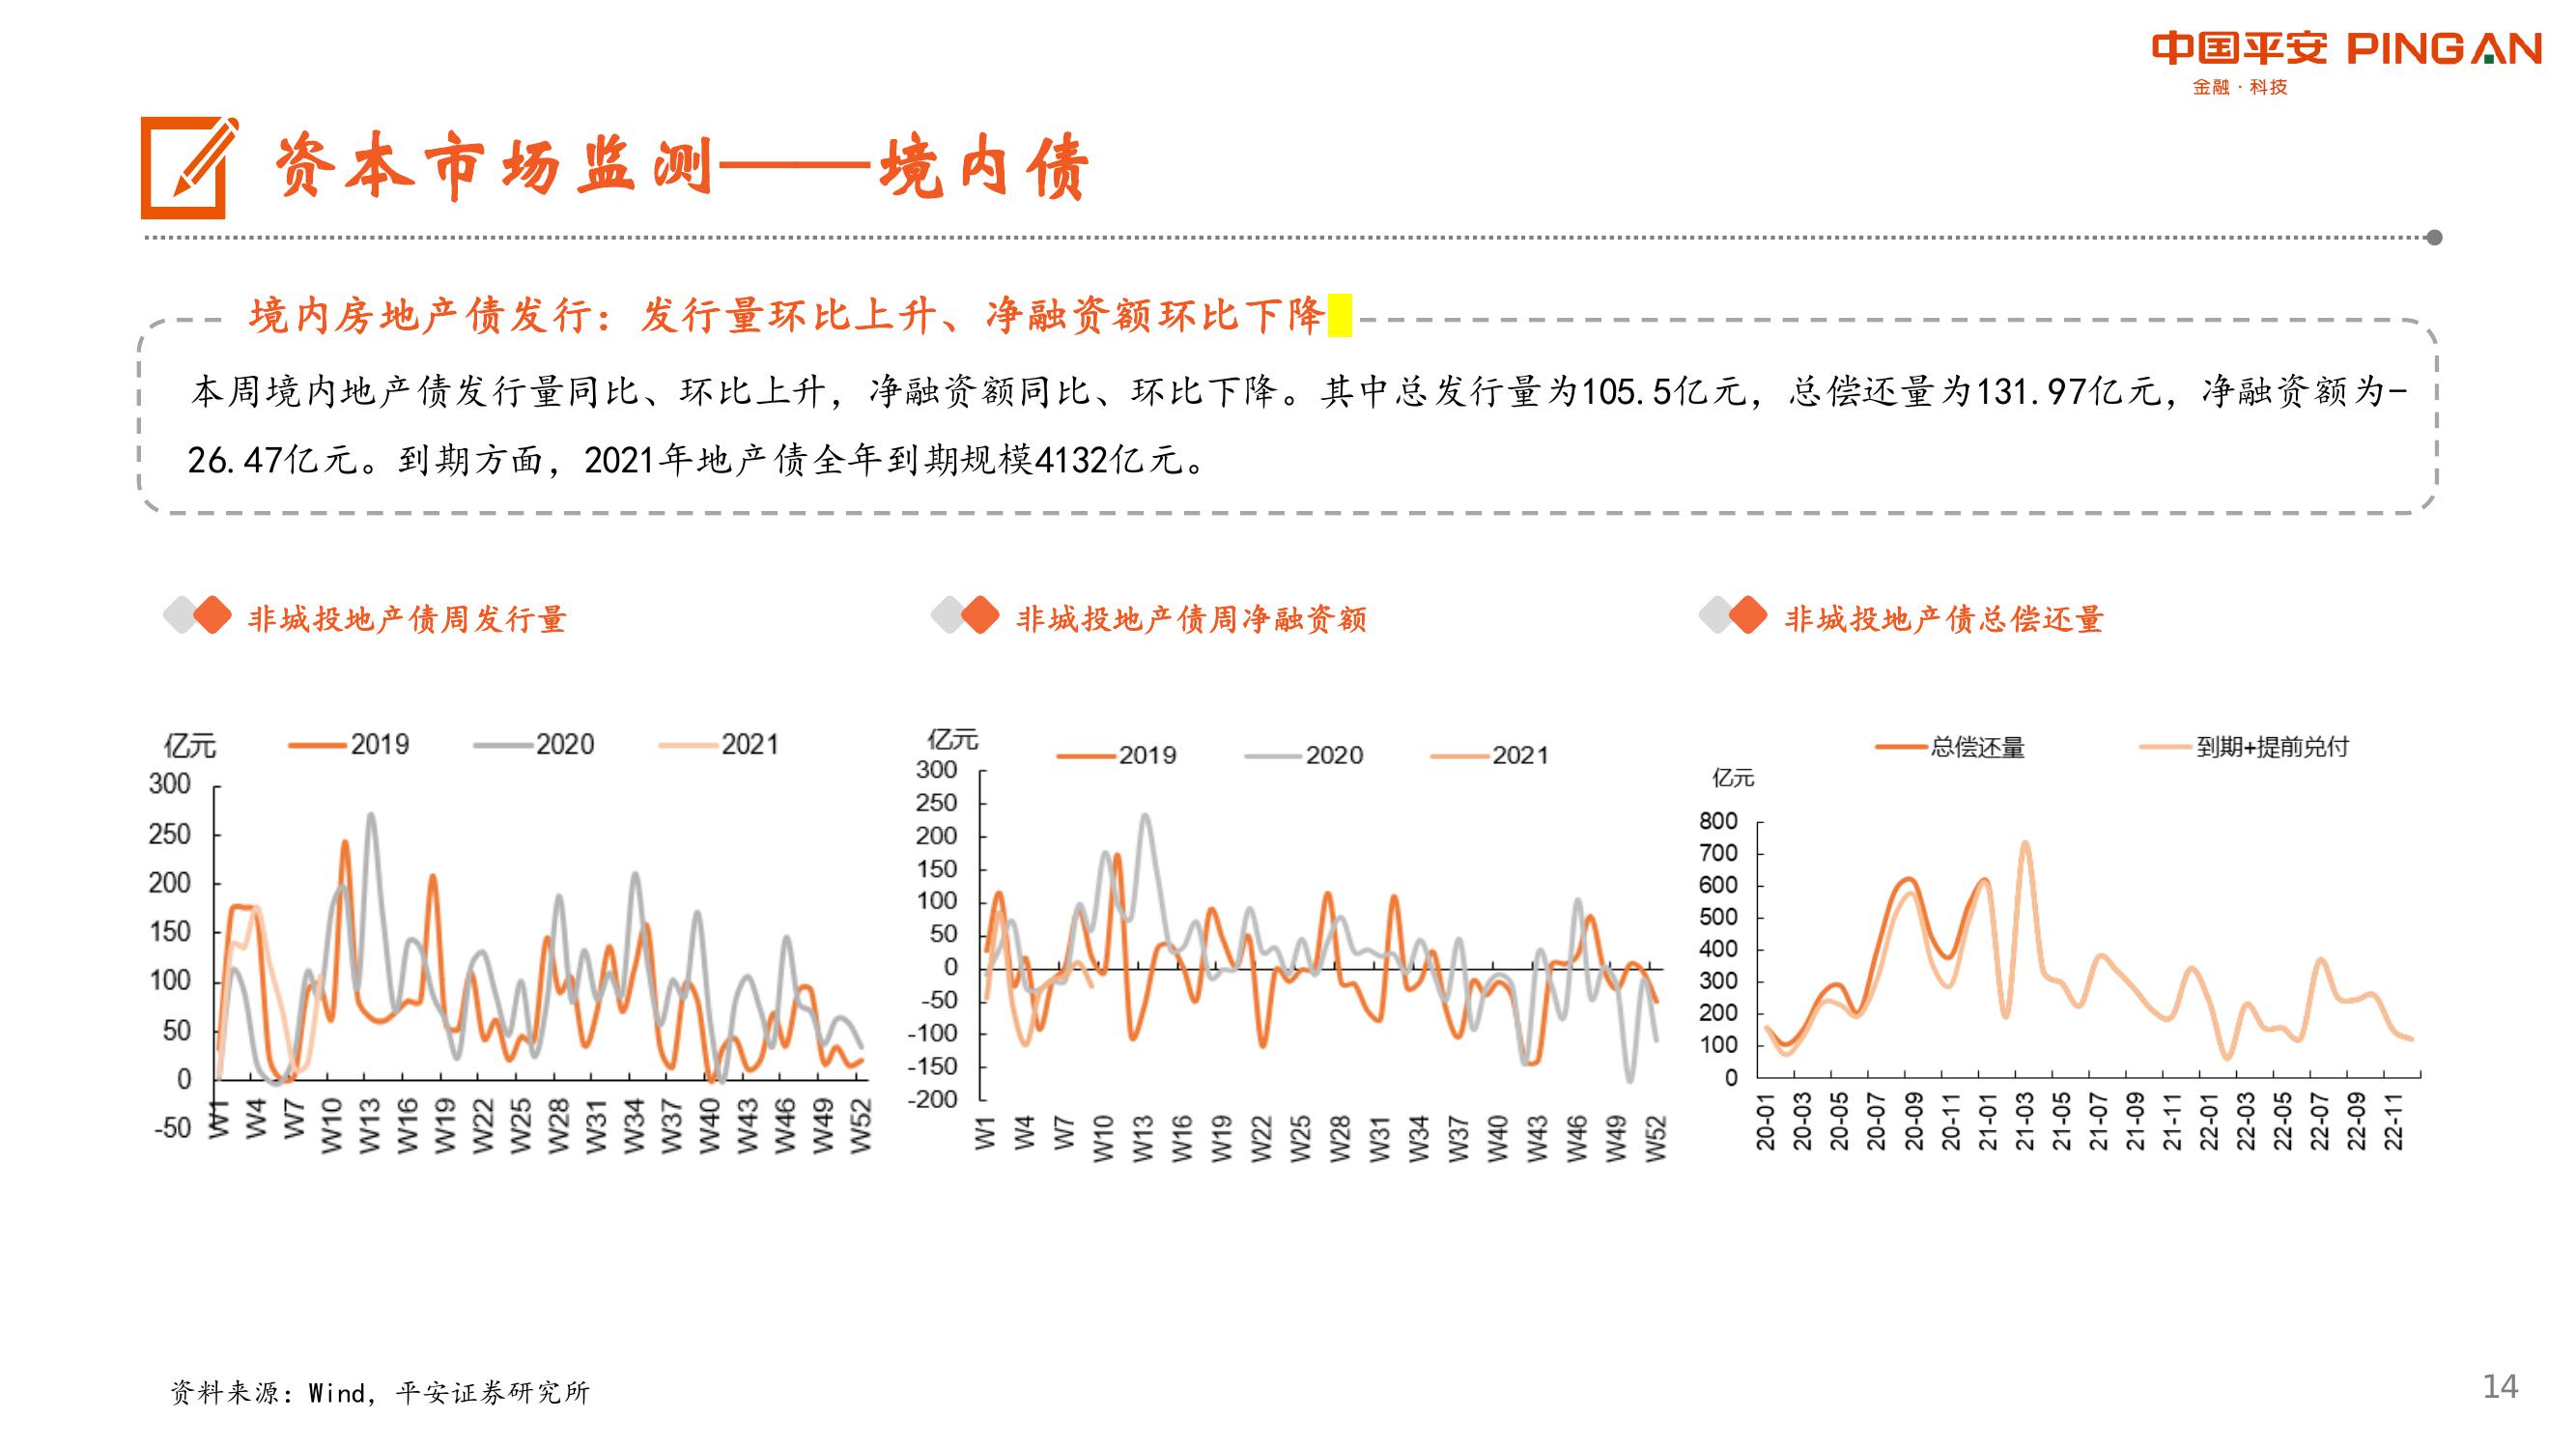 中国平安 PINGAN
金融·科技
资本市场监测——境内债
境内房地产债发行：发行量环比上升、净融资额环比下降
本周境内地产债发行量同比、环比上升，净融资额同比、环比下降。其中总发行量为105.5亿元，总偿还量为131.97亿元，净融资额为-
26.47亿元。到期方面，2021年地产债全年到期规模4132亿元。
非城投地产债周发行量
亿元
2019 2020 2021
300
250
200
150
100
50
0
-50
W1 W4 W7 W10 W13 W16 W19 W22 W25 W28 W31 W34 W37 W40 W43 W46 W49 W52
非城投地产债周净融资额
亿元
2019 2020 2021
300
250
200
150
100
50
0
-50
-100
-150
-200
W1 W4 W7 W10 W13 W16 W19 W22 W25 W28 W31 W34 W37 W40 W43 W46 W49 W52
非城投地产债总偿还量
总偿还量 到期+提前兑付
亿元
800
700
600
500
400
300
200
100
0
20-01 20-03 20-05 20-07 20-09 20-11 21-01 21-03 21-05 21-07 21-09 21-11 22-01 22-03 22-05 22-07 22-09 22-11
资料来源：Wind，平安证券研究所
14